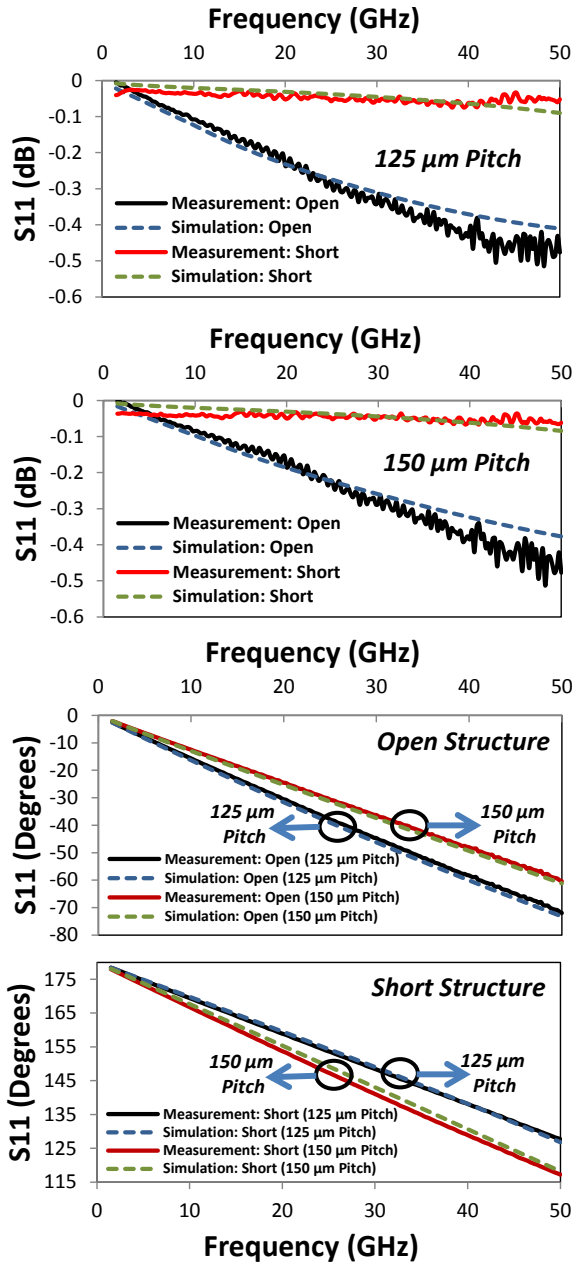 Frequency (GHz)
0 10 20 30 40 50
0
-0.1
-0.2
-0.3
-0.4
-0.5
-0.6
S11 (dB)
125 µm Pitch
Measurement: Open
Simulation: Open
Measurement: Short
Simulation: Short
Frequency (GHz)
0 10 20 30 40 50
0
-0.1
-0.2
-0.3
-0.4
-0.5
-0.6
S11 (dB)
150 µm Pitch
Measurement: Open
Simulation: Open
Measurement: Short
Simulation: Short
Frequency (GHz)
0 10 20 30 40 50
0
-10
-20
-30
-40
-50
-60
-70
-80
S11 (Degrees)
Open Structure
125 µm
Pitch
150 µm
Pitch
Measurement: Open (125 µm Pitch)
Simulation: Open (125 µm Pitch)
Measurement: Open (150 µm Pitch)
Simulation: Open (150 µm Pitch)
175
165
155
145
135
125
115
S11 (Degrees)
Short Structure
150 µm
Pitch
125 µm
Pitch
Measurement: Short (125 µm Pitch)
Simulation: Short (125 µm Pitch)
Measurement: Short (150 µm Pitch)
Simulation: Short (150 µm Pitch)
0 10 20 30 40 50
Frequency (GHz)